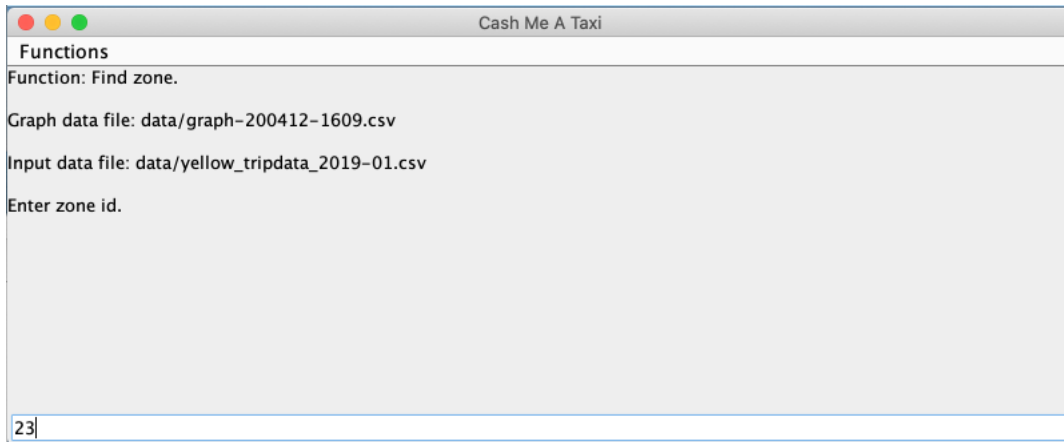 Cash Me A Taxi
Functions
Function: Find zone.
Graph data file: data/graph-200412-1609.csv
Input data file: data/yellow_tripdata_2019-01.csv
Enter zone id.
23